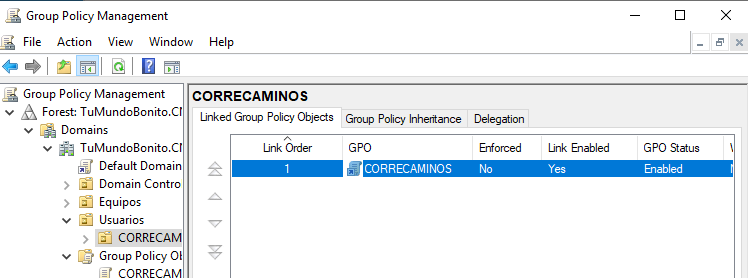 Group Policy Management
File Action View Window Help
Group Policy Management
Forest: TuMundoBonito.Cl
Domains
TuMundoBonito.Cl
Default Domain
Domain Contro
Equipos
Usuarios
CORRECAM
Group Policy Ob
CORRECAM
CORRECAMINOS
Linked Group Policy Objects Group Policy Inheritance Delegation
Link Order GPO Enforced Link Enabled GPO Status W
1 CORRECAMINOS No Yes Enabled N